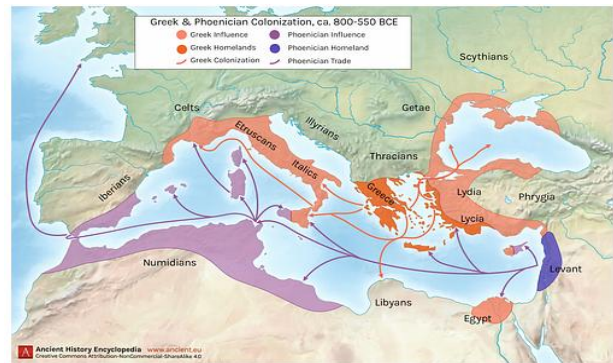 Greek & Phoenician Colonization, ca. 800-550 BCE
Greek Influence
Phoenician Influence
Greek Homelands
Phoenician Homeland
Greek Colonization
Phoenician Trade
Scythians
Celts
Getae
Etruscans
Illyrians
Italics
Thracians
Iberians
Greece
Lydia
Phrygia
Lycia
Numidians
Levant
Libyans
Egypt
Ancient History Encyclopedia www.ancient.eu
Creative Commons Attribution-NonCommercial-ShareAlike 4.0